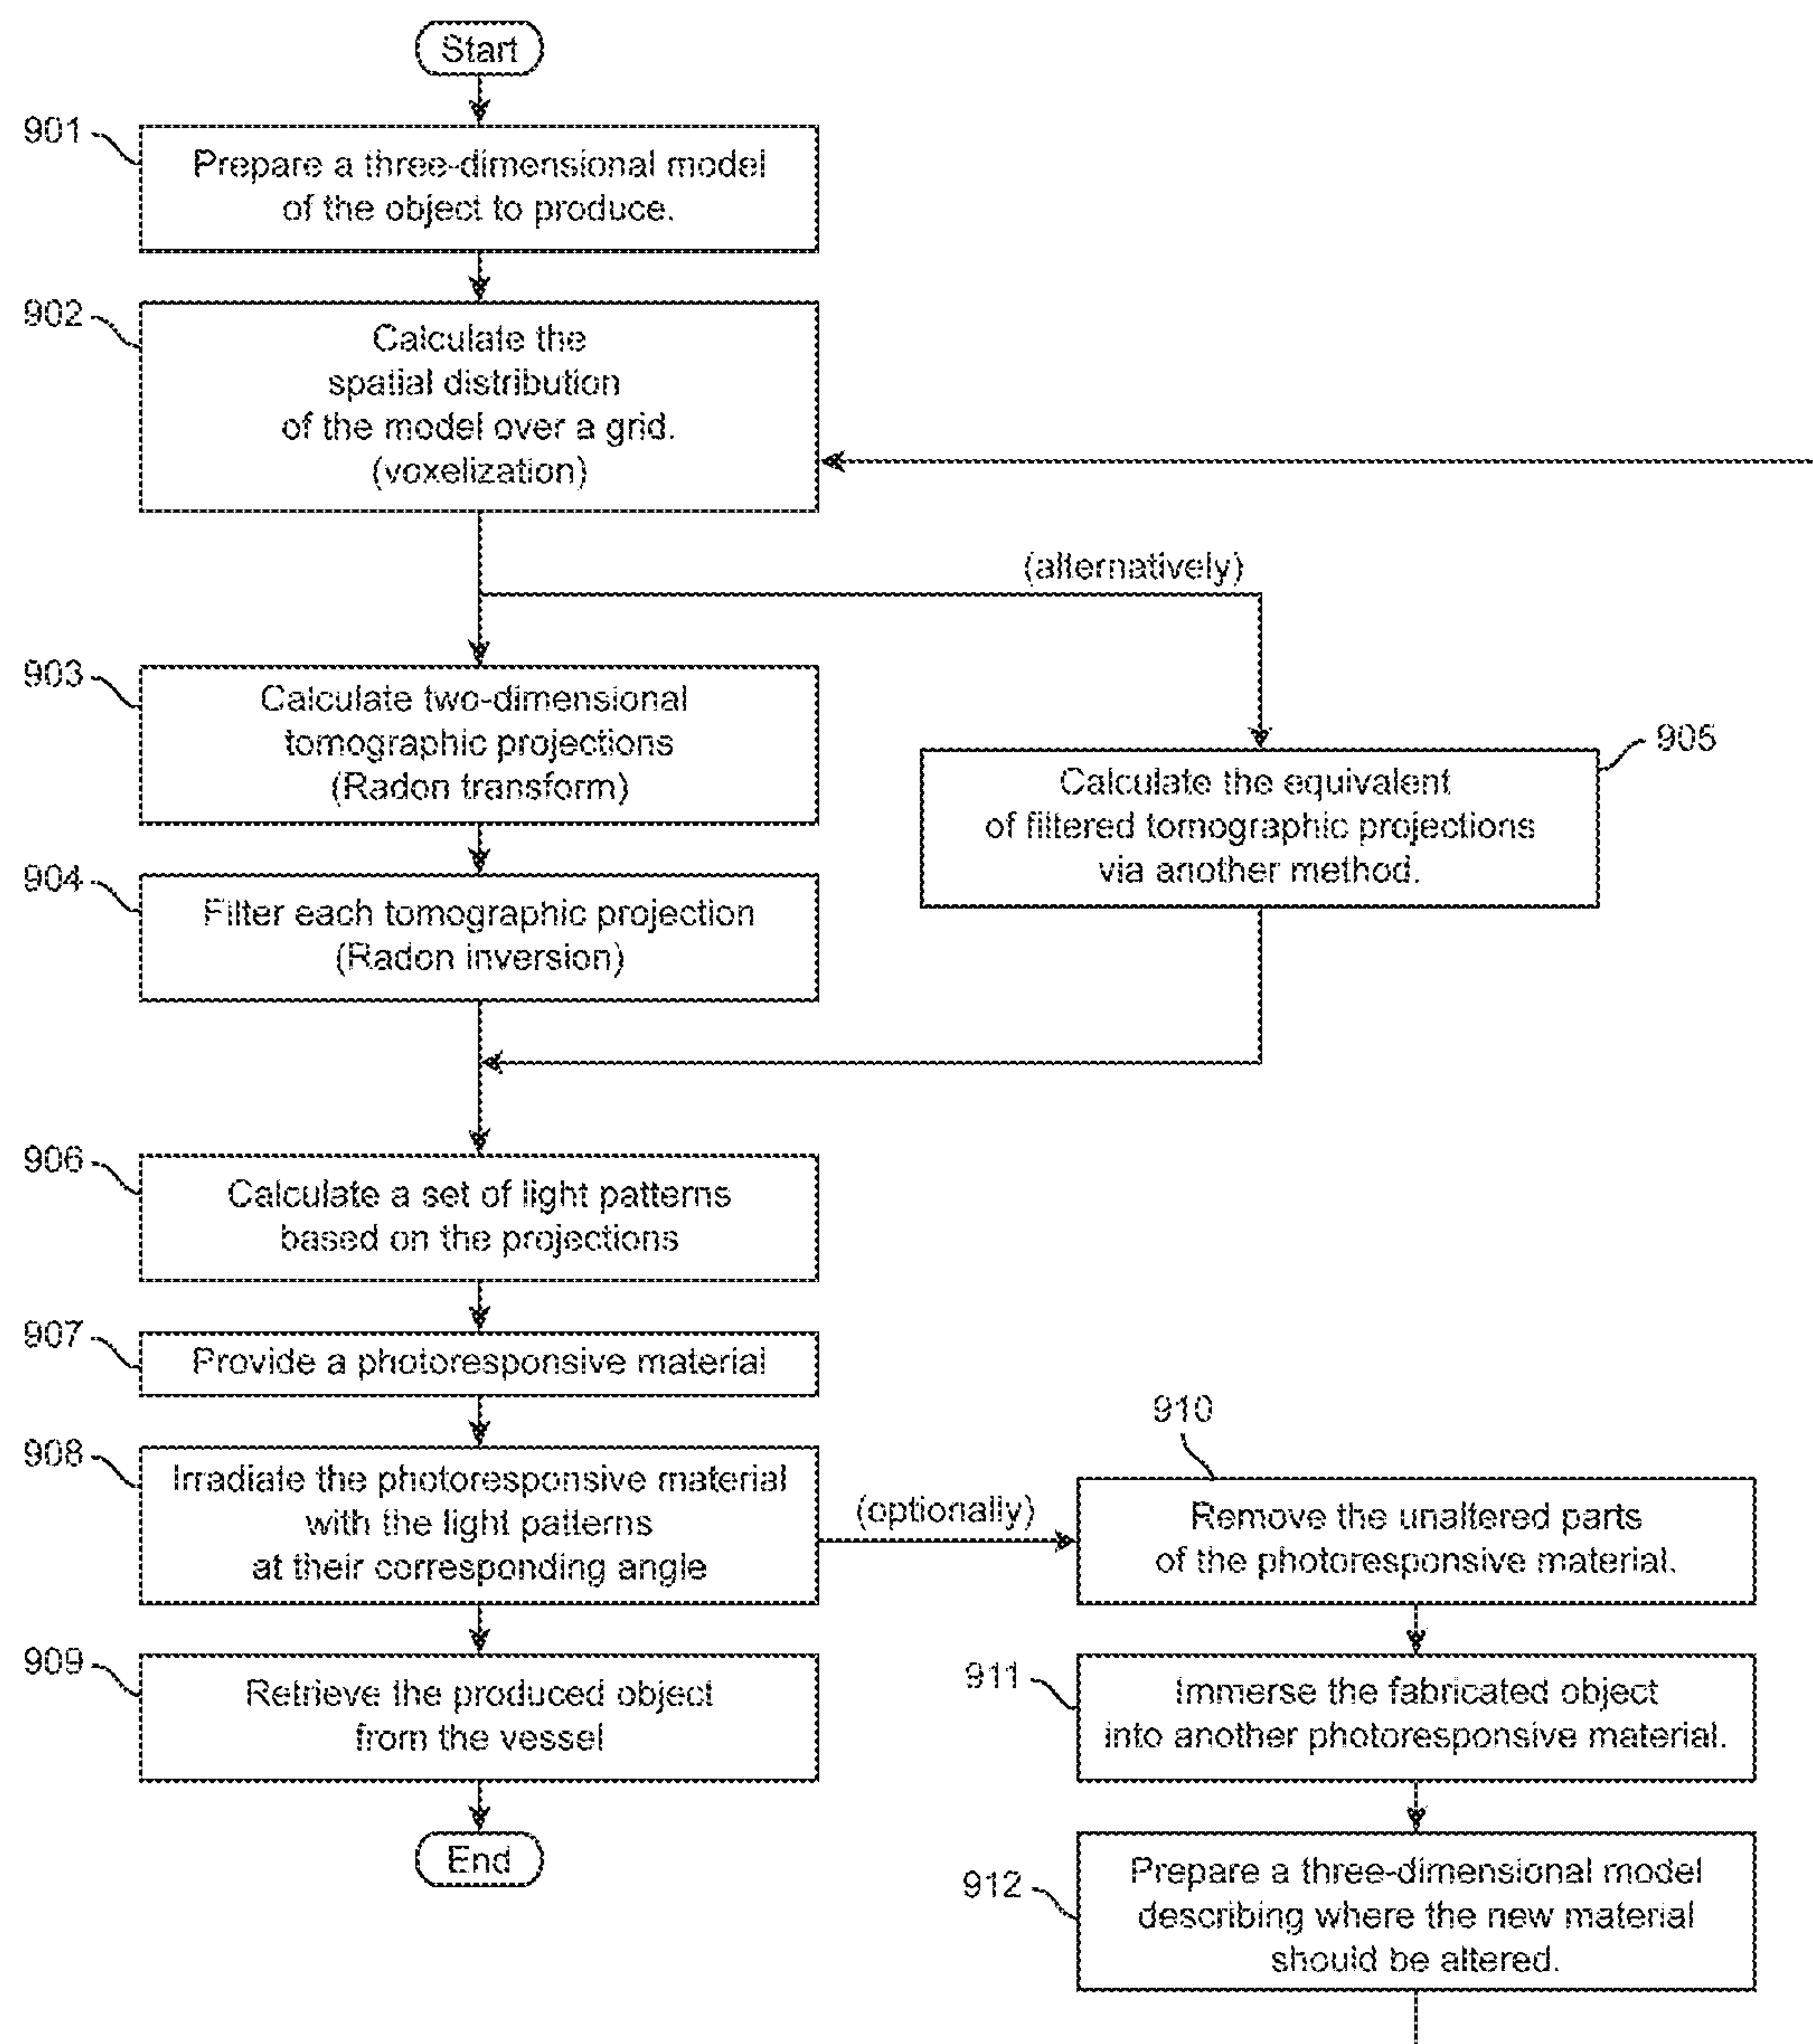 Start
901
Prepare a three-dimensional model
of the object to produce.
902
Calculate the
spatial distribution
of the model over a grid.
(voxelization)
(alternatively)
903
Calculate two-dimensional
tomographic projections
(Radon transform)
905
Calculate the equivalent
of filtered tomographic projections
via another method.
904
Filter each tomographic projection
(Radon inversion)
906
Calculate a set of light patterns
based on the projections
907
Provide a photoresponsive material
908
Irradiate the photoresponsive material
with the light patterns
at their corresponding angle
(optionally)
910
Remove the unaltered parts
of the photoresponsive material.
909
Retrieve the produced object
from the vessel
911
Immerse the fabricated object
into another photoresponsive material.
End
912
Prepare a three-dimensional model
describing where the new material
should be altered.